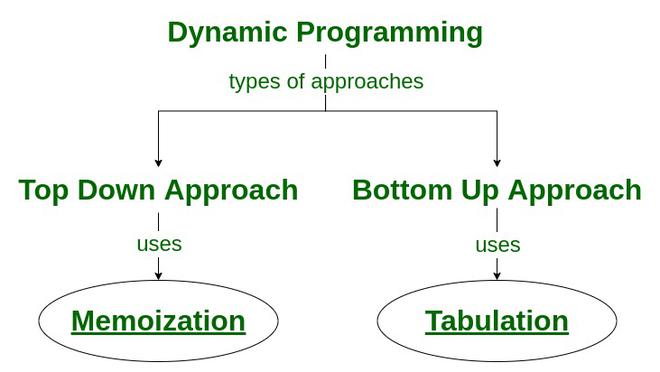 Dynamic Programming
types of approaches
Top Down Approach
Bottom Up Approach
uses
uses
Memoization
Tabulation